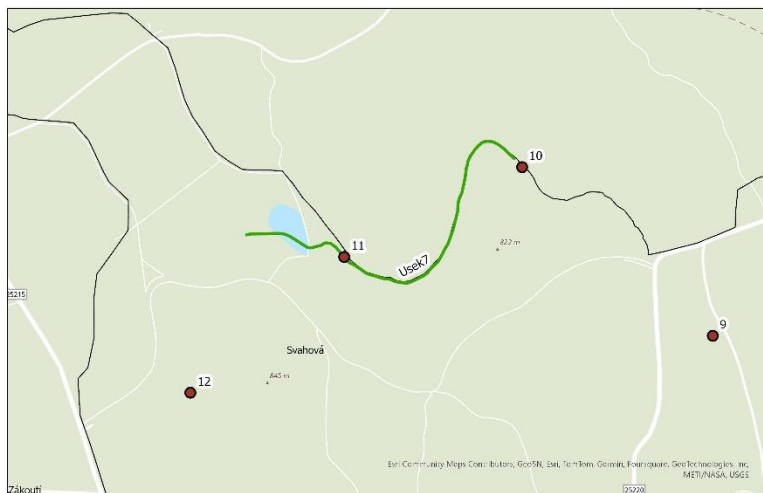 10
822 m
11
Usek7
25215
9
Svahová
12
845 m
Esri Community Maps Contributors, GeoSN, Esri, TomTom, Garmin, Foursquare, GeoTechnologies, Inc,
METI/NASA, USGS
Zákoutí
25220